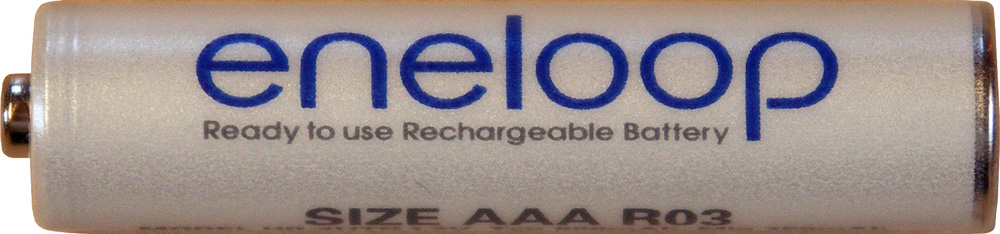 eneloop
Ready to use Rechargeable Battery
SIZE AAA R03